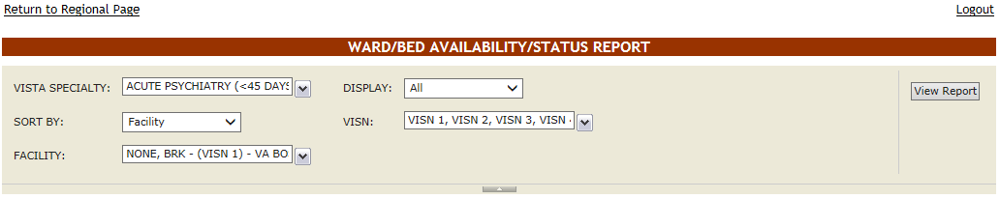 Return to Regional Page Logout
WARD/BED AVAILABILITY/STATUS REPORT
VISTA SPECIALTY: ACUTE PSYCHIATRY (<45 DAYS DISPLAY: All View Report
SORT BY: Facility VISN: VISN 1, VISN 2, VISN 3, VISN
FACILITY: NONE, BRK - (VISN 1) - VA BO